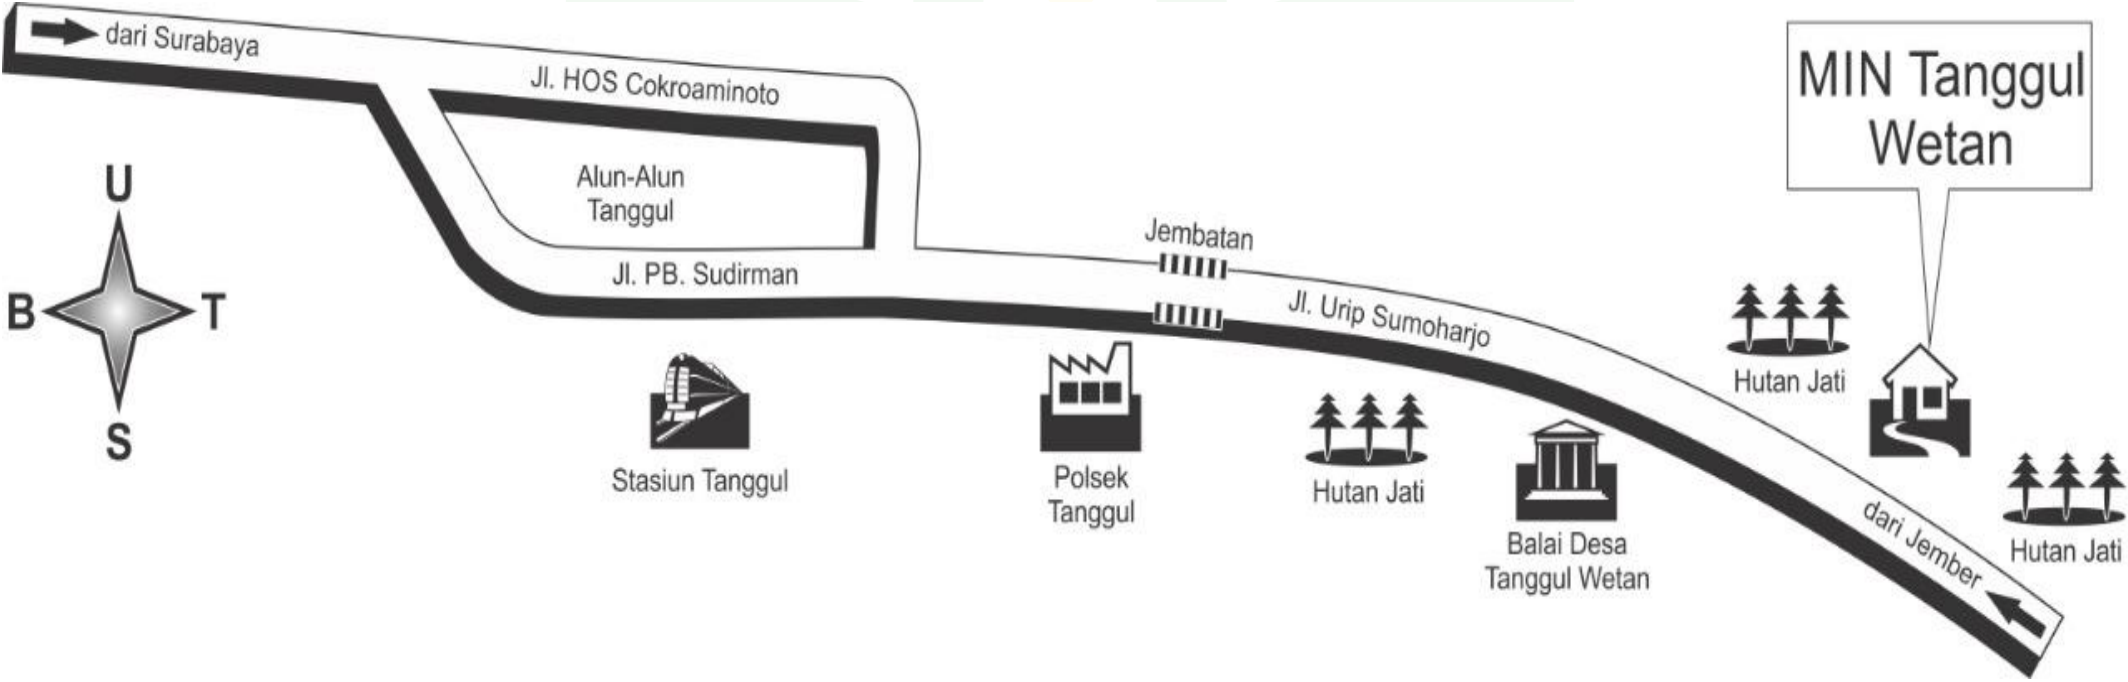 dari Surabaya
Jl. HOS Cokroaminoto
MIN Tanggul
Wetan
U
B
T
S
Alun-Alun
Tanggul
Jl. PB. Sudirman
Jembatan
Jl. Urip Sumoharjo
Hutan Jati
Stasiun Tanggul
Polsek
Tanggul
Hutan Jati
Balai Desa
Tanggul Wetan
dari Jember
Hutan Jati